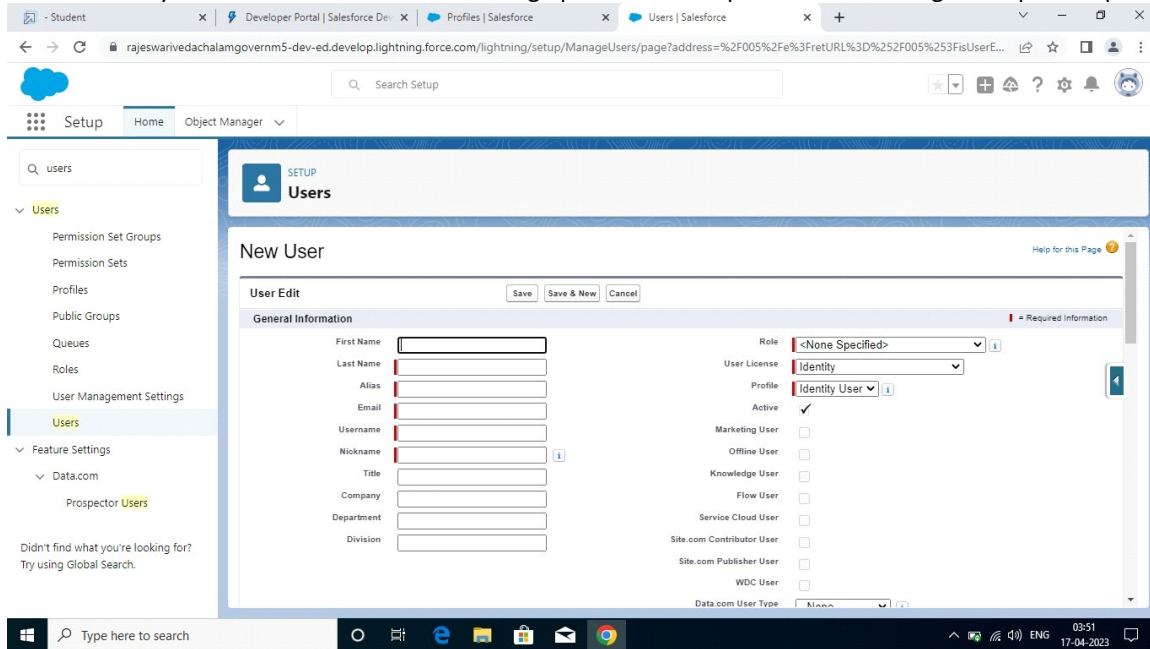 - Student
Developer Portal | Salesforce Dev
Profiles | Salesforce
Users | Salesforce
rajeswarivedachalamgovernm5-dev-ed.develop.lightning.force.com/lightning/setup/ManageUsers/page?address=%2F005%2Fe%3FretURL%3D%252F005%253FisUserE...
Search Setup
Setup
Home
Object Manager
users
SETUP
Users
Users
Permission Set Groups
Permission Sets
Profiles
Public Groups
Queues
Roles
User Management Settings
Users
Feature Settings
Data.com
Prospector Users
Didn't find what you're looking for?
Try using Global Search.
New User
Help for this Page
User Edit
Save
Save & New
Cancel
General Information
= Required Information
First Name
Last Name
Alias
Email
Username
Nickname
Title
Company
Department
Division
Role <None Specified>
User License Identity
Profile Identity User
Active
Marketing User
Offline User
Knowledge User
Flow User
Service Cloud User
Site.com Contributor User
Site.com Publisher User
WDC User
Data.com User Type
Type here to search
ENG
03:51
17-04-2023